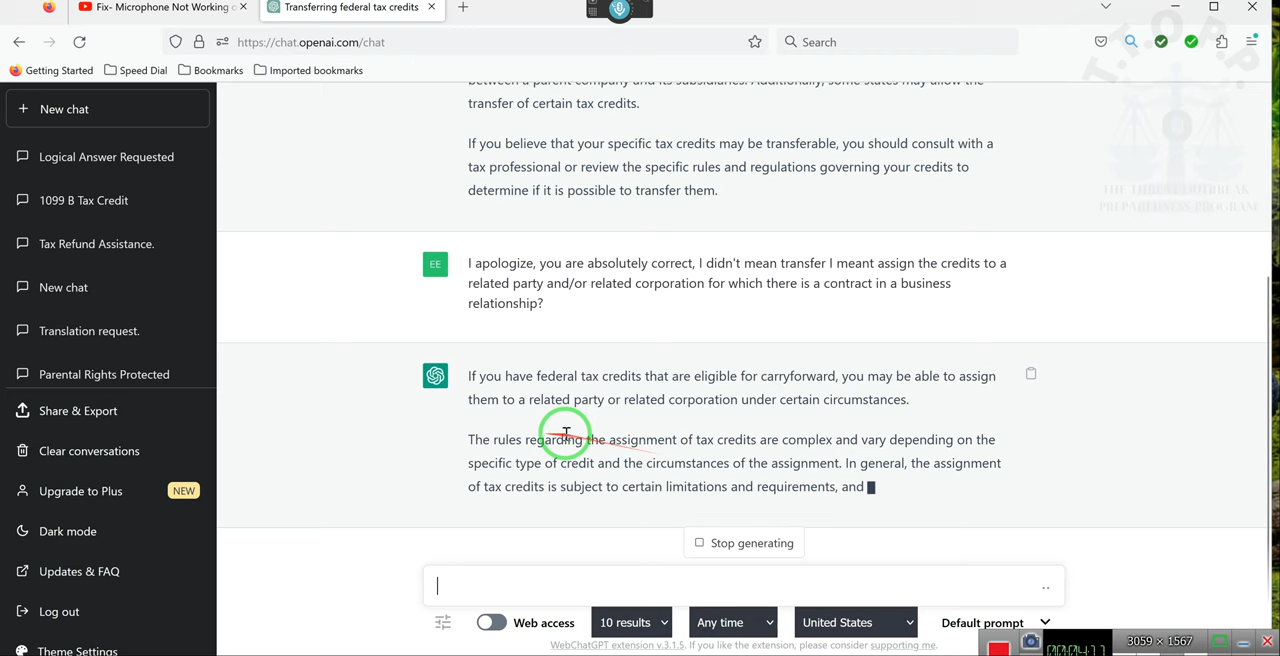 Fix- Microphone Not Working o
Transferring federal tax credits
https://chat.openai.com/chat
Search
Getting Started
Speed Dial
Bookmarks
Imported bookmarks
T.T.O.P.P.
THE THREAT OUTBREAK
PREPAREDNESS PROGRAM
New chat
Logical Answer Requested
1099 B Tax Credit
Tax Refund Assistance.
New chat
Translation request.
Parental Rights Protected
Share & Export
Clear conversations
Upgrade to Plus
NEW
Dark mode
Updates & FAQ
Log out
Theme Settings
between a parent company and its subsidiaries. Additionally, some states may allow the
transfer of certain tax credits.
If you believe that your specific tax credits may be transferable, you should consult with a
tax professional or review the specific rules and regulations governing your credits to
determine if it is possible to transfer them.
EE
I apologize, you are absolutely correct, I didn't mean transfer I meant assign the credits to a
related party and/or related corporation for which there is a contract in a business
relationship?
If you have federal tax credits that are eligible for carryforward, you may be able to assign
them to a related party or related corporation under certain circumstances.
The rules regarding the assignment of tax credits are complex and vary depending on the
specific type of credit and the circumstances of the assignment. In general, the assignment
of tax credits is subject to certain limitations and requirements, and
Stop generating
Web access
10 results
Any time
United States
Default prompt
WebChatGPT extension v.3.1.5. If you like the extension, please consider supporting me.
3059 × 1567